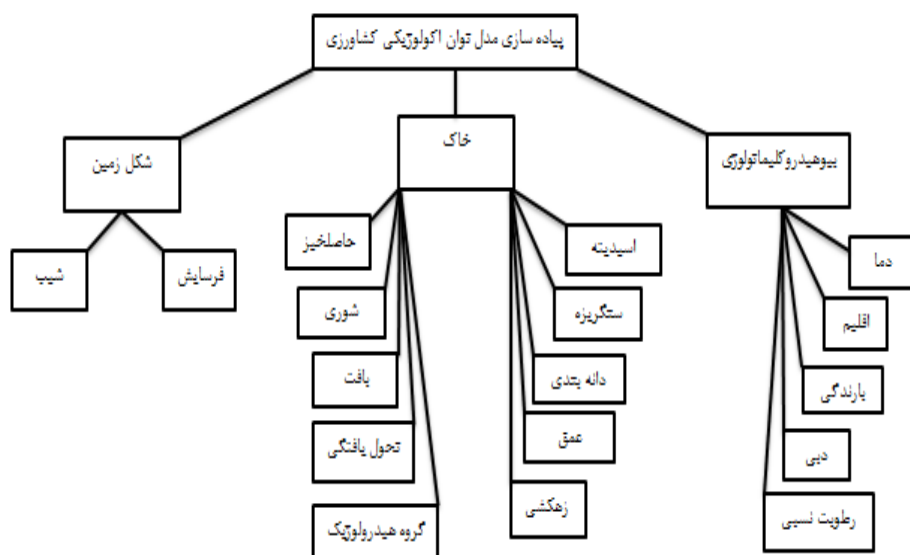 پیاده سازی مدل توان اکولوژیکی کشاورزی
بیوهیدروکلیماتولوژی
خاک
شکل زمین
دما
اقلیم
بارندگی
دبی
رطوبت نسبی
اسیدیته
سنگریزه
دانه بندی
عمق
زهکشی
حاصلخیز
شوری
بافت
تحول یافتگی
گروه هیدرولوژیک
فرسایش
شیب